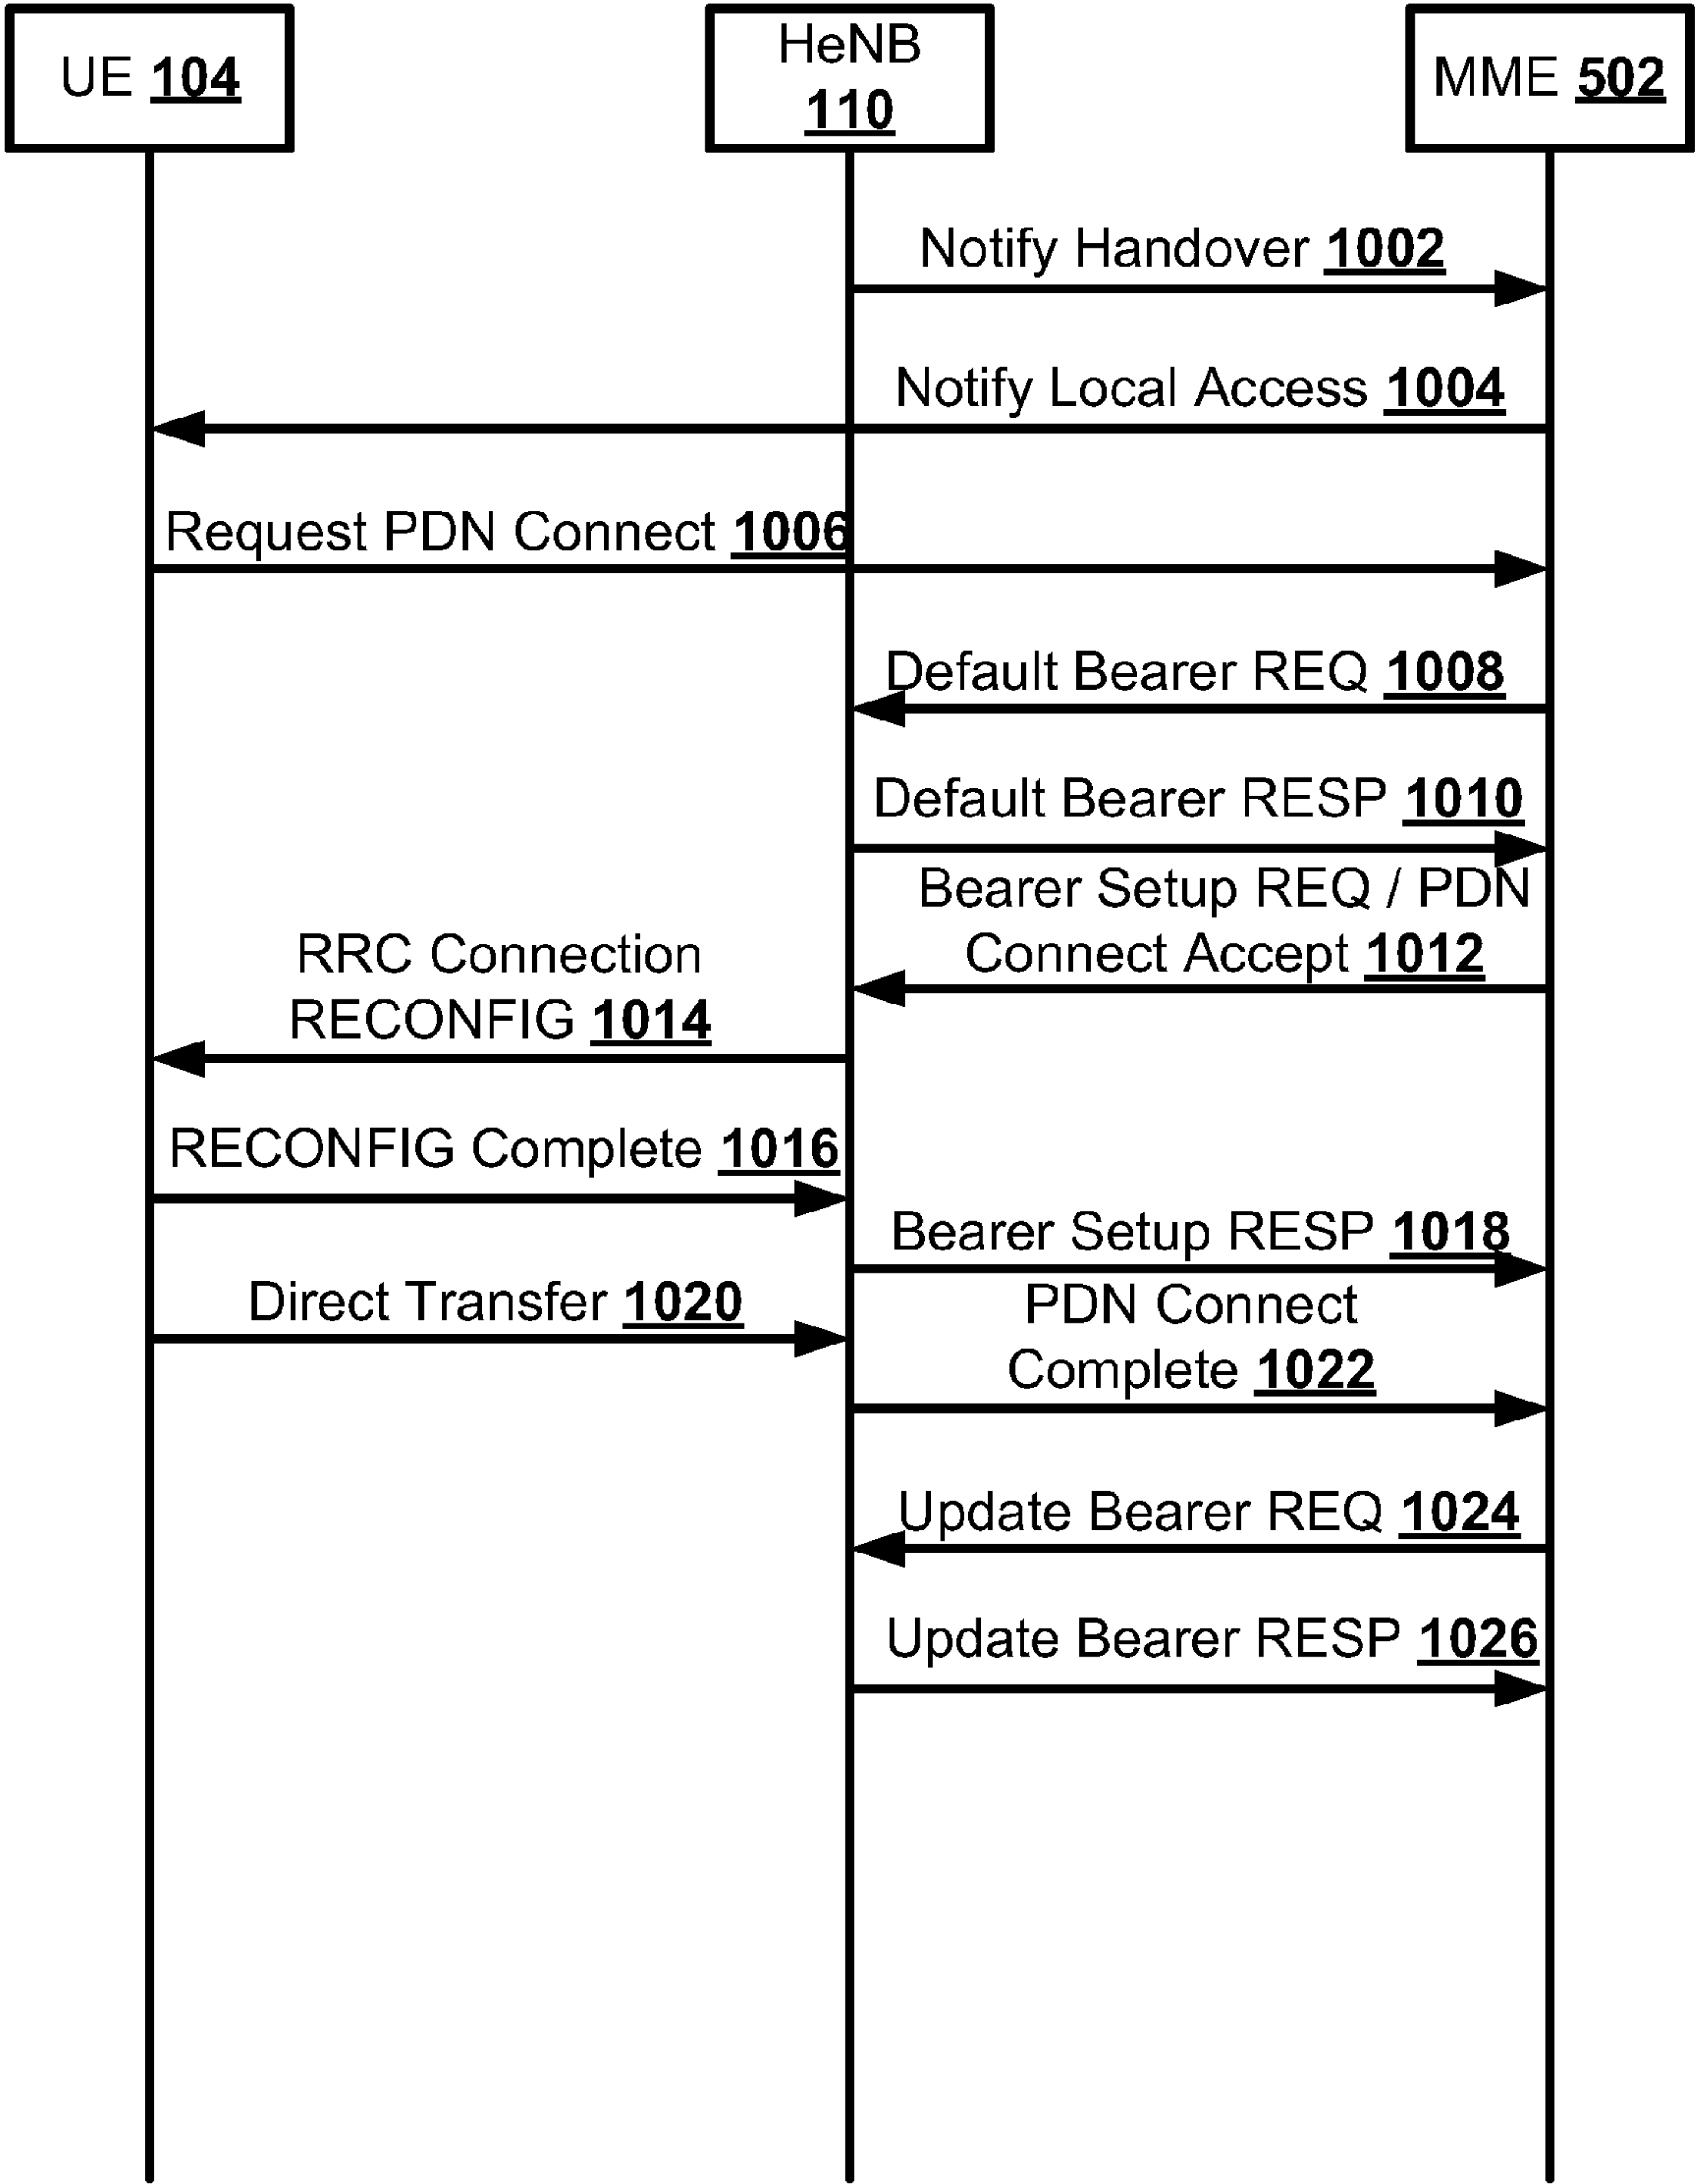 UE 104
HeNB
110
MME 502
Notify Handover 1002
Notify Local Access 1004
Request PDN Connect 1006
Default Bearer REQ 1008
Default Bearer RESP 1010
Bearer Setup REQ / PDN
Connect Accept 1012
RRC Connection
RECONFIG 1014
RECONFIG Complete 1016
Bearer Setup RESP 1018
Direct Transfer 1020
PDN Connect
Complete 1022
Update Bearer REQ 1024
Update Bearer RESP 1026